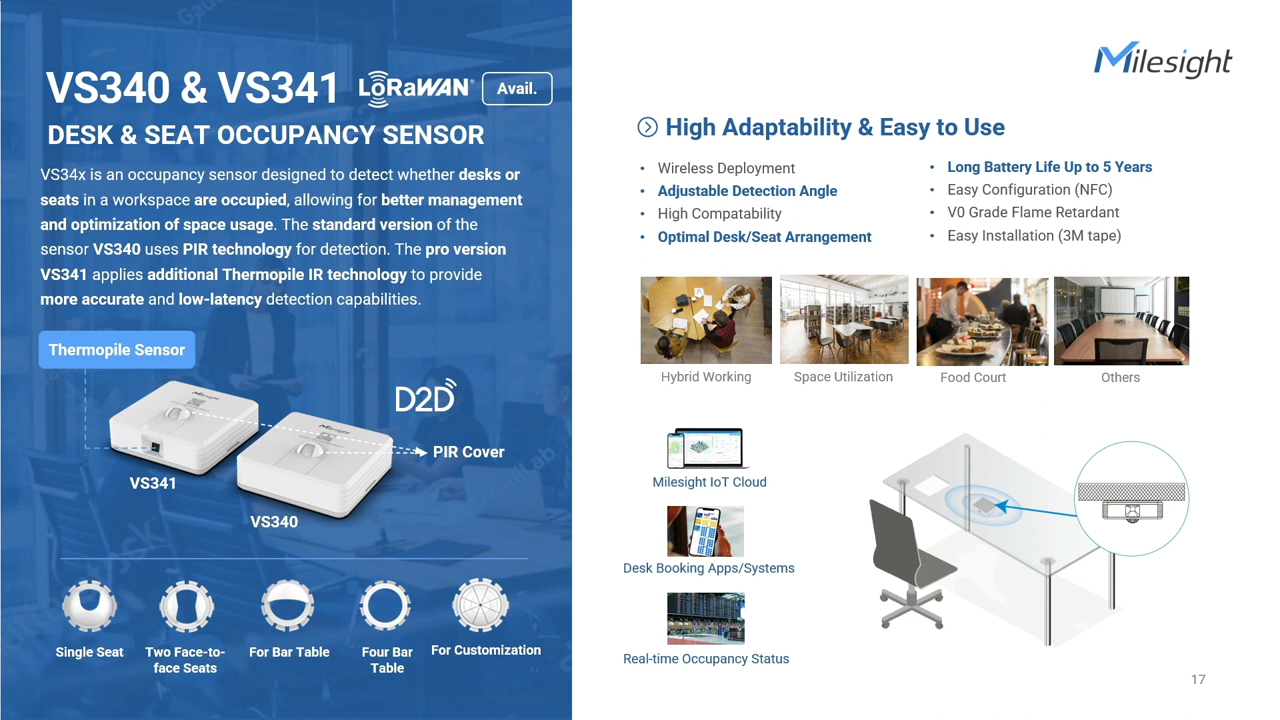 VS340 & VS341 LoRaWAN® Avail.
DESK & SEAT OCCUPANCY SENSOR
VS34x is an occupancy sensor designed to detect whether desks or
seats in a workspace are occupied, allowing for better management
and optimization of space usage. The standard version of the
sensor VS340 uses PIR technology for detection. The pro version
VS341 applies additional Thermopile IR technology to provide
more accurate and low-latency detection capabilities.
Thermopile Sensor
D2D
Milesight
Milesight
PIR Cover
VS341
VS340
Single Seat
Two Face-to-
face Seats
For Bar Table
Four Bar
Table
For Customization
Milesight
High Adaptability & Easy to Use
• Wireless Deployment
• Adjustable Detection Angle
• High Compatability
• Optimal Desk/Seat Arrangement
• Long Battery Life Up to 5 Years
• Easy Configuration (NFC)
• V0 Grade Flame Retardant
• Easy Installation (3M tape)
Hybrid Working
Space Utilization
Food Court
Others
Milesight IoT Cloud
Desk Booking Apps/Systems
Real-time Occupancy Status
17